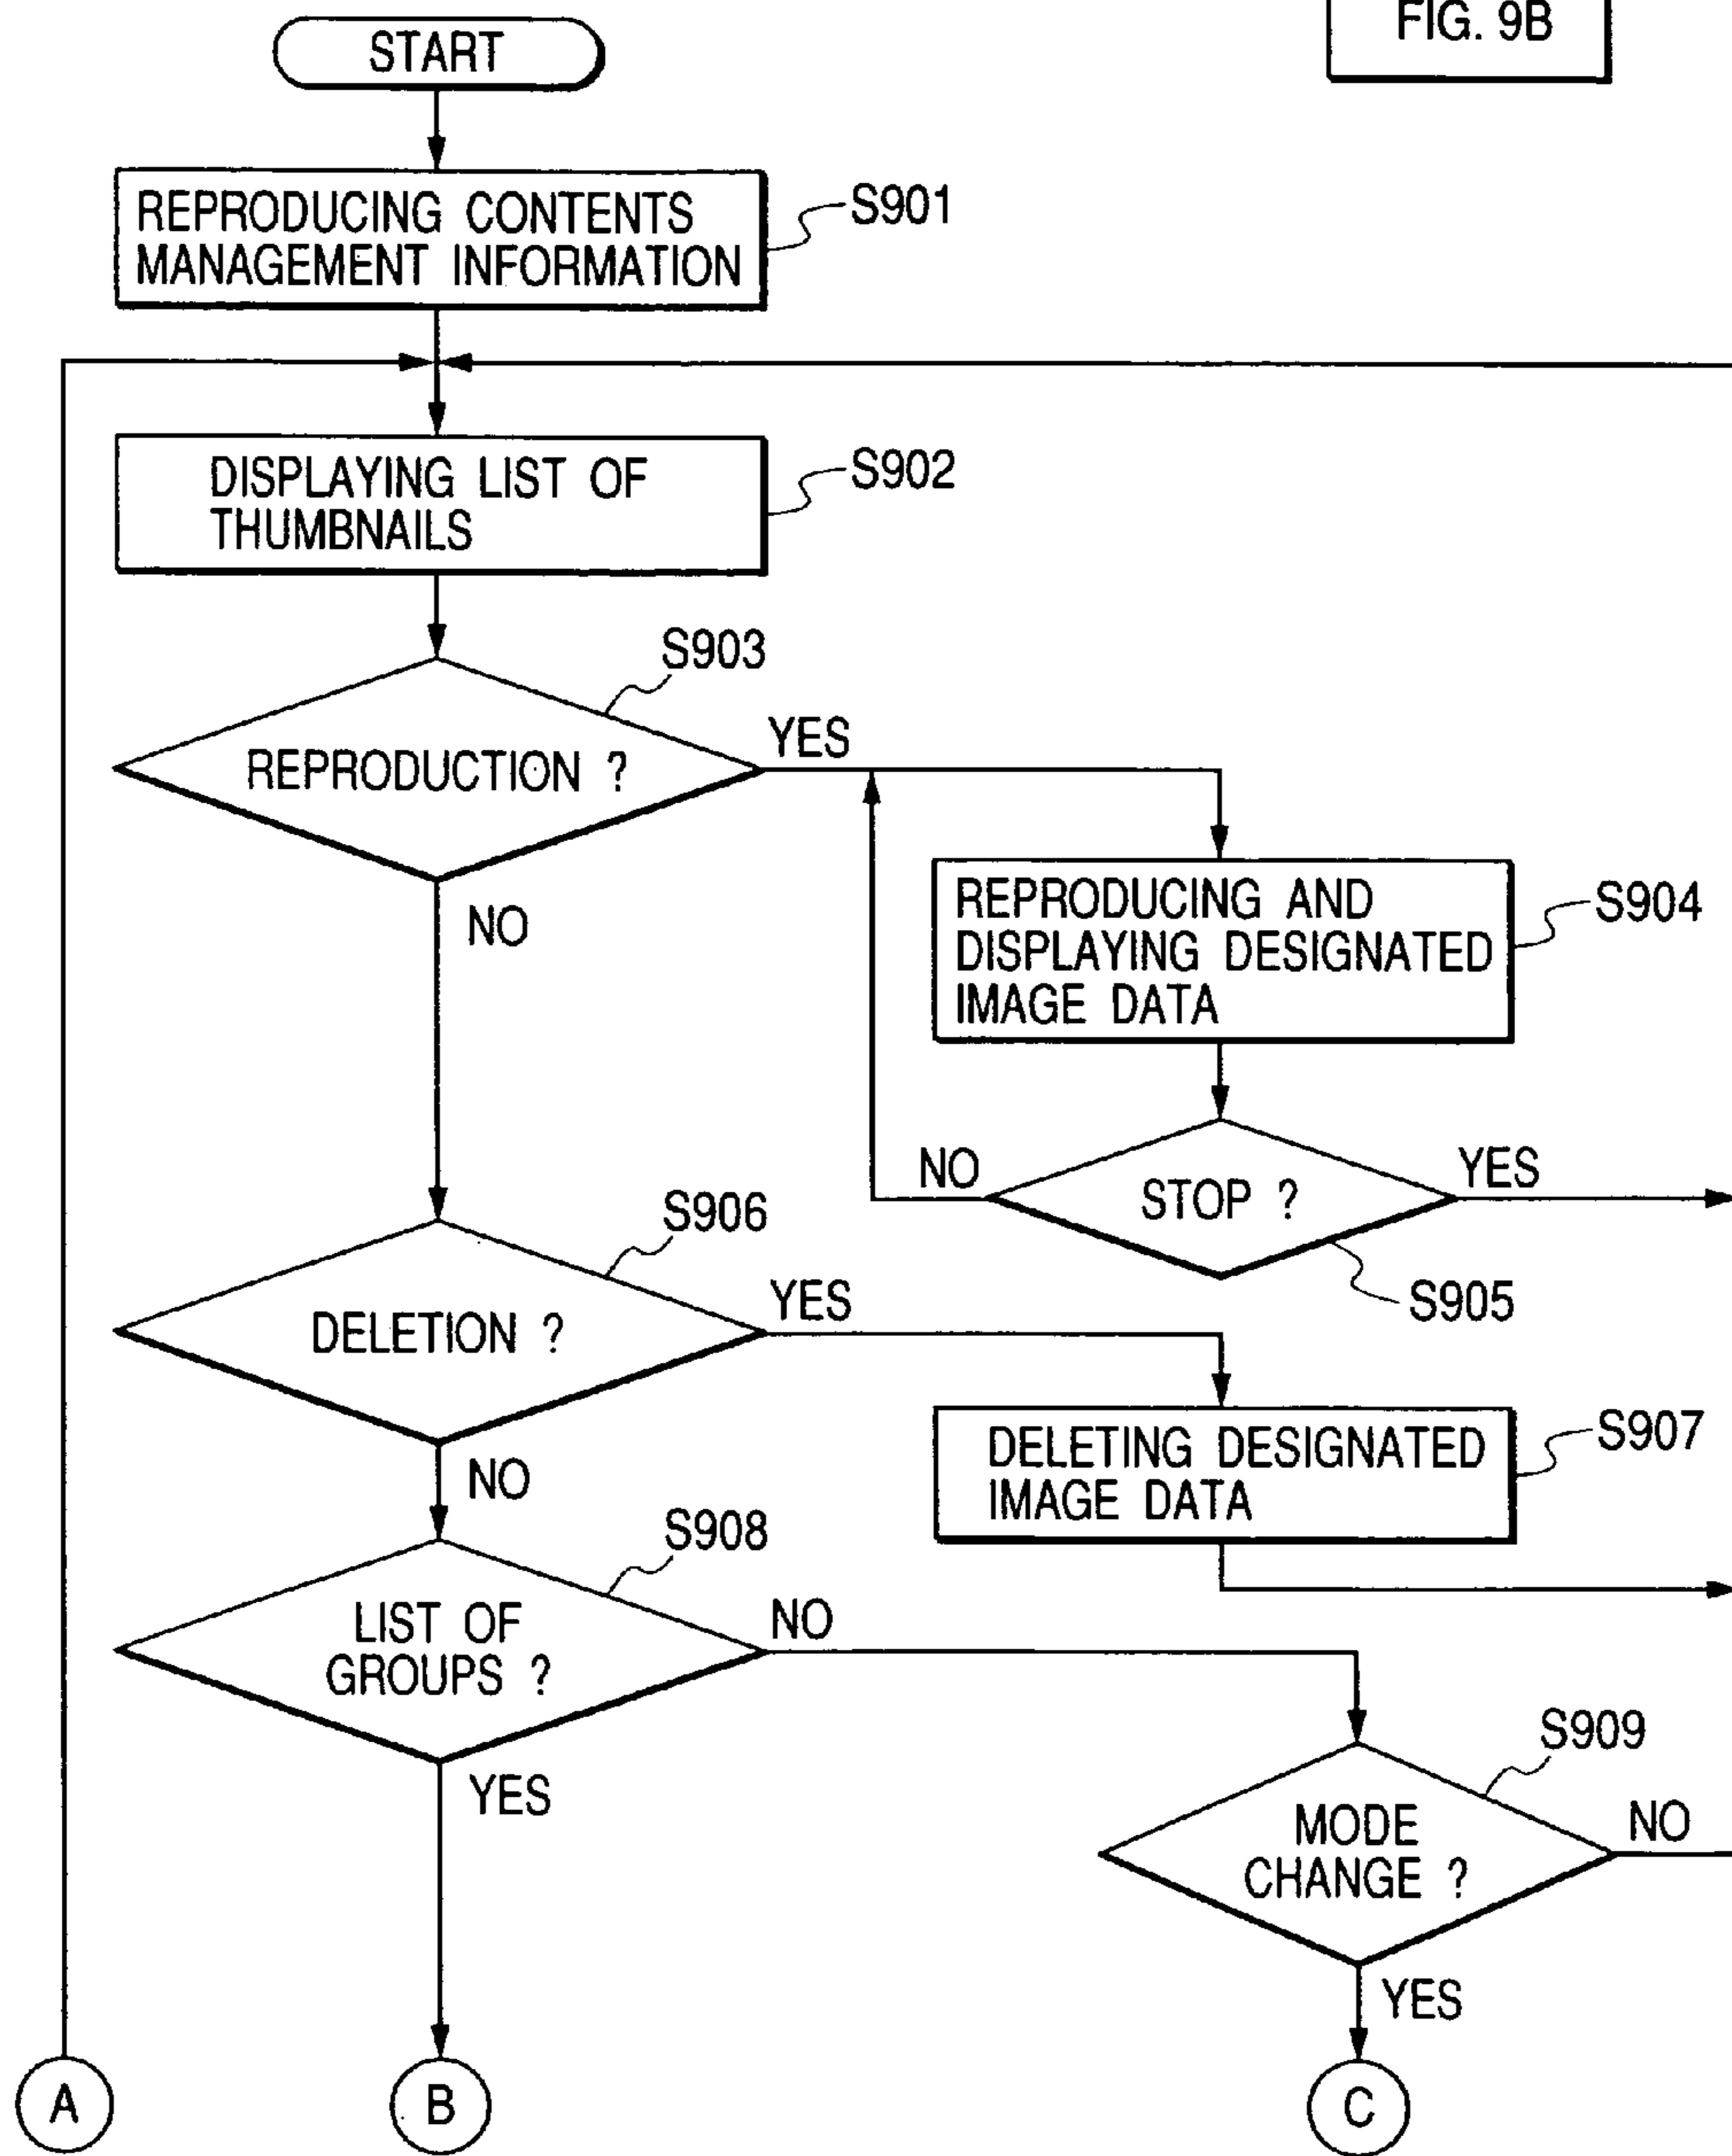 FIG. 9B
START
REPRODUCING CONTENTS
MANAGEMENT INFORMATION
S901
DISPLAYING LIST OF
THUMBNAILS
S902
S903
REPRODUCTION ?
YES
NO
REPRODUCING AND
DISPLAYING DESIGNATED
IMAGE DATA
S904
NO
STOP ?
YES
S905
S906
DELETION ?
YES
NO
DELETING DESIGNATED
IMAGE DATA
S907
S908
LIST OF
GROUPS ?
NO
YES
S909
MODE
CHANGE ?
NO
YES
A
B
C